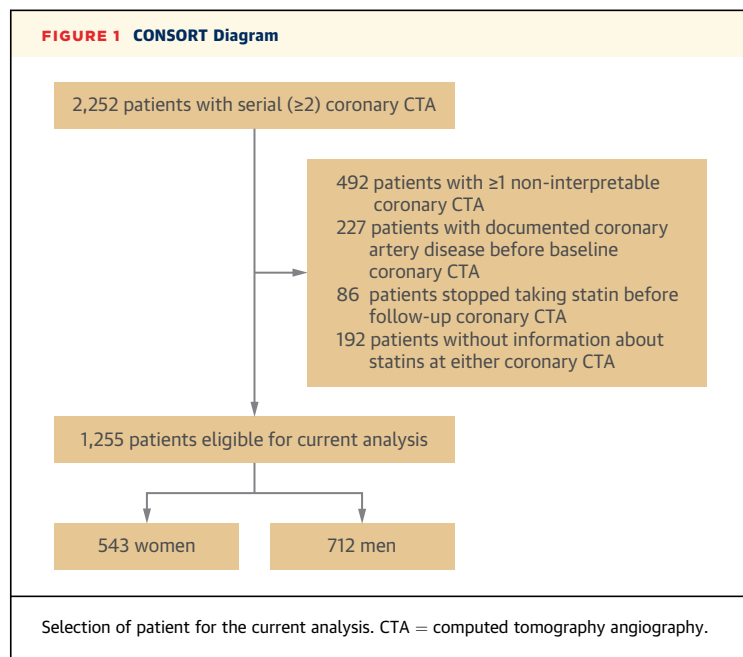 FIGURE 1 CONSORT Diagram
2,252 patients with serial (≥2) coronary CTA
492 patients with ≥1 non-interpretable
coronary CTA
227 patients with documented coronary
artery disease before baseline
coronary CTA
86 patients stopped taking statin before
follow-up coronary CTA
192 patients without information about
statins at either coronary CTA
1,255 patients eligible for current analysis
543 women
712 men
Selection of patient for the current analysis. CTA = computed tomography angiography.